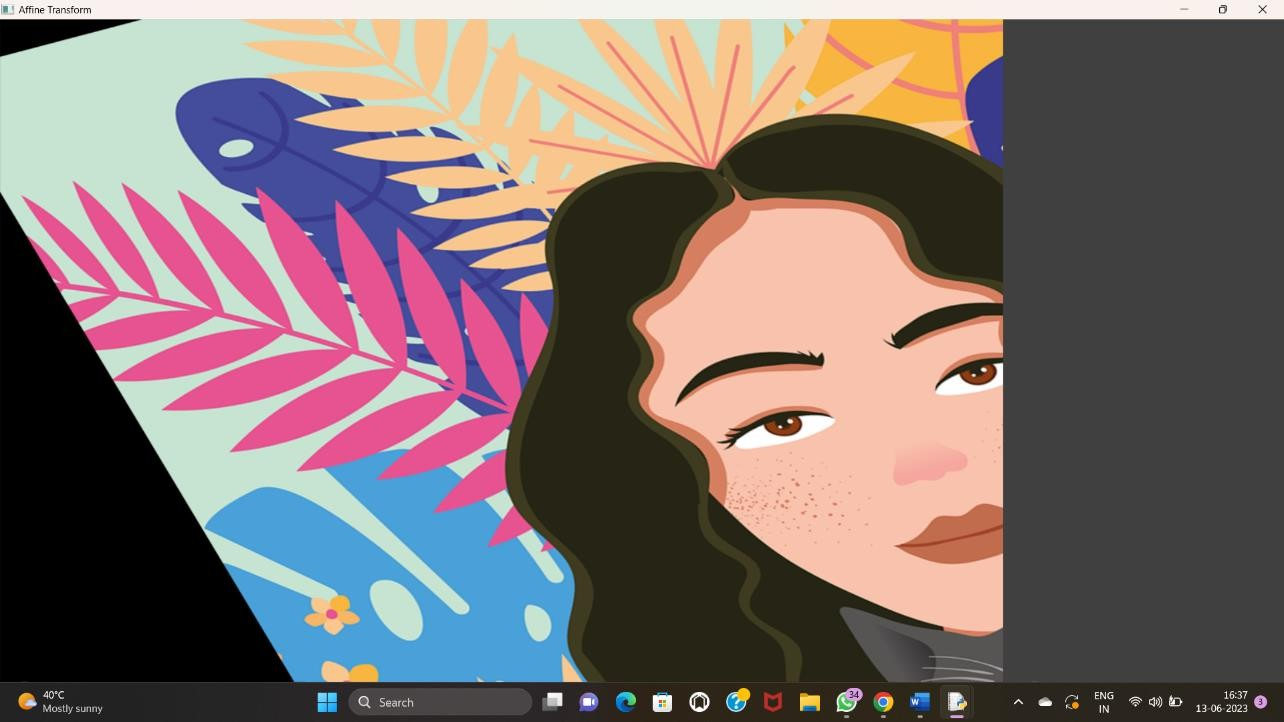 Affine Transform
40°C
Mostly sunny
Search
34
W
ENG
IN
16:37
13-06-2023
3